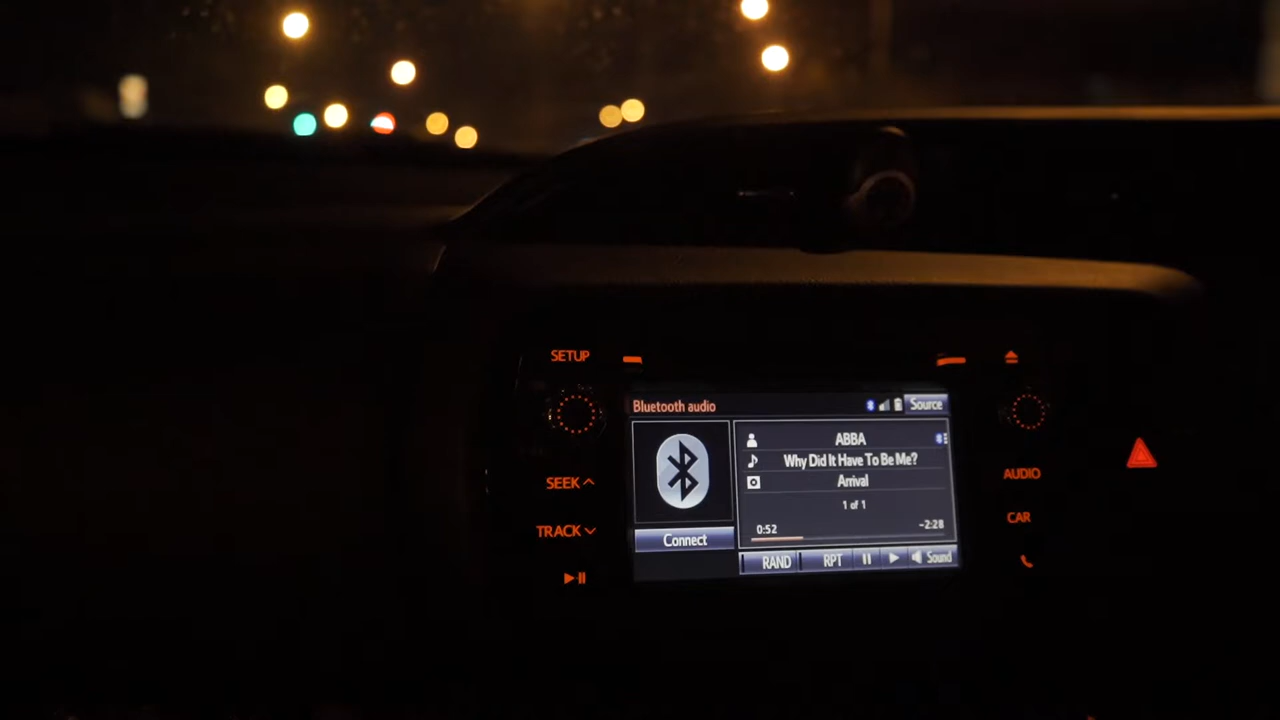 SETUP
Bluetooth audio
Source
ABBA
Why Did It Have To Be Me?
Arrival
1 of 1
0:52
-2:28
Connect
RAND
RPT
Sound
SEEK
TRACK
AUDIO
CAR